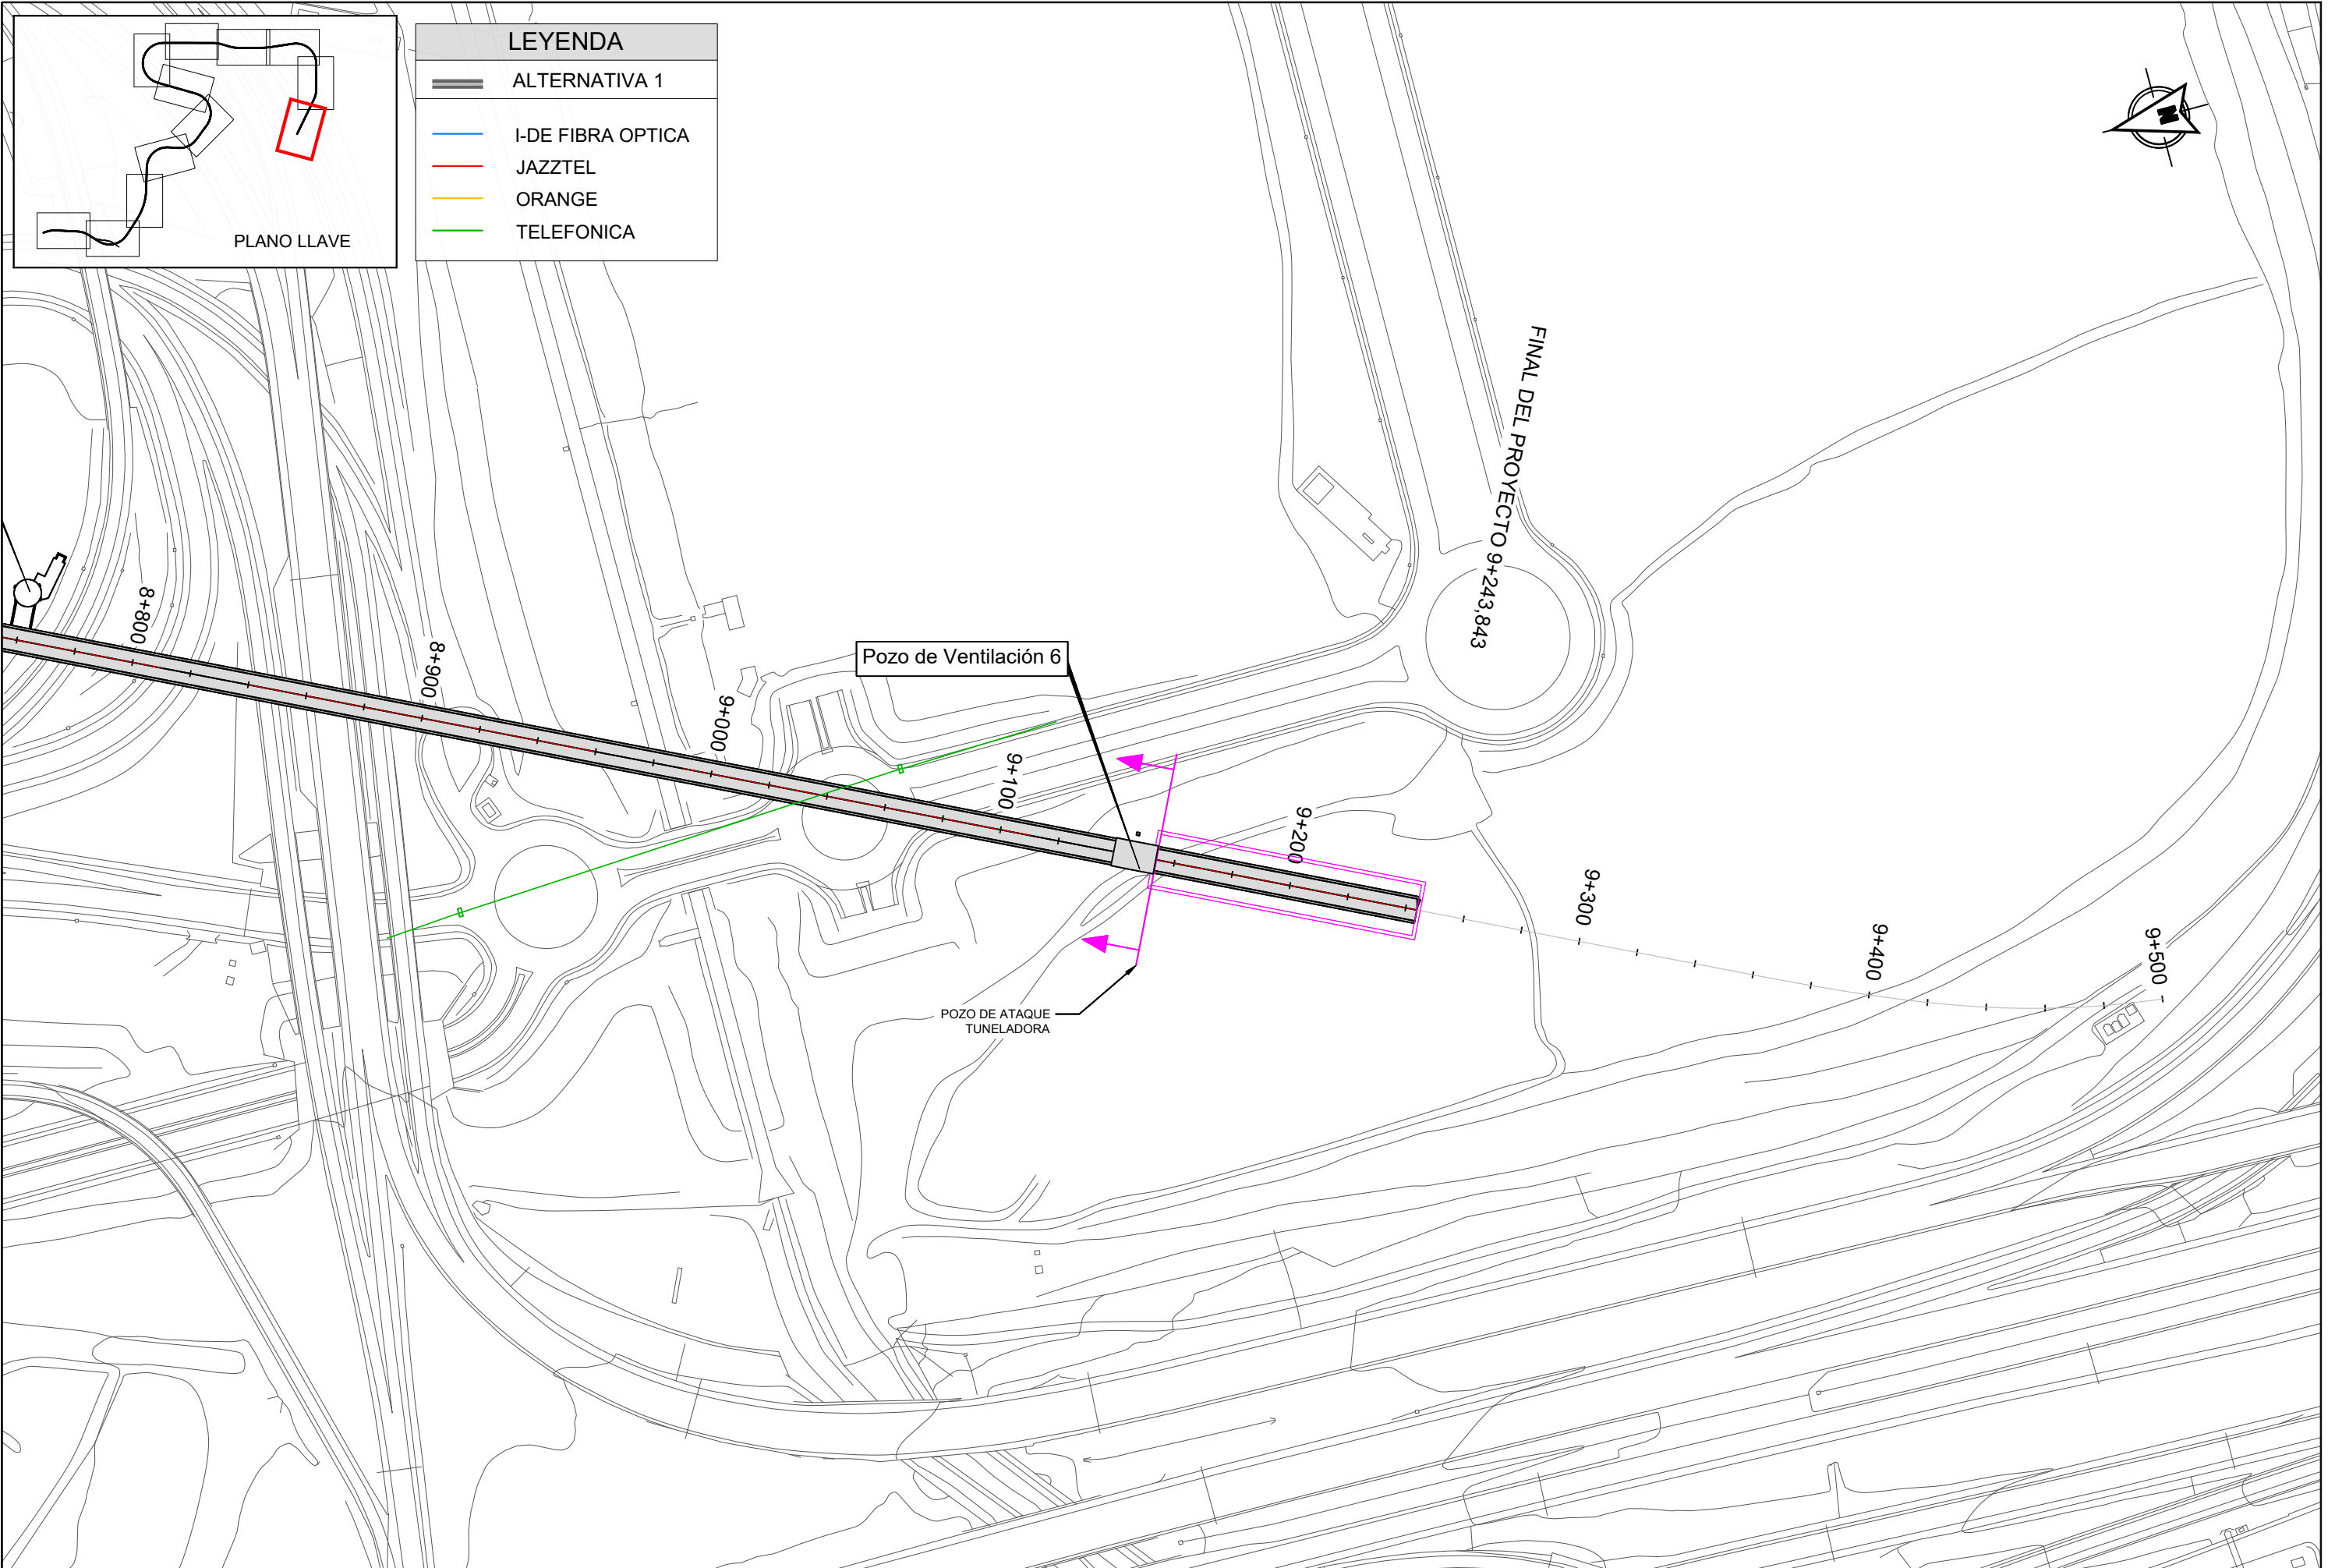 PLANO LLAVE
LEYENDA
ALTERNATIVA 1
I-DE FIBRA OPTICA
JAZZTEL
ORANGE
TELEFONICA
N
FINAL DEL PROYECTO 9+243,843
8+800
8+900
9+000
9+100
9+200
9+300
9+400
9+500
Pozo de Ventilación 6
POZO DE ATAQUE
TUNELADORA